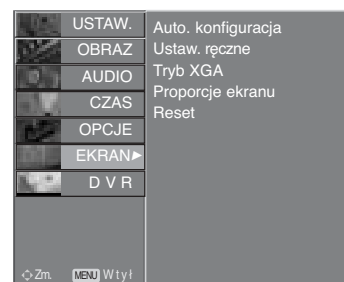 USTAW.
OBRAZ
AUDIO
CZAS
OPCJE
EKRAN
D V R
Auto. konfiguracja
Ustaw. ręczne
Tryb XGA
Proporcje ekranu
Reset
Zm. MENU Wtył